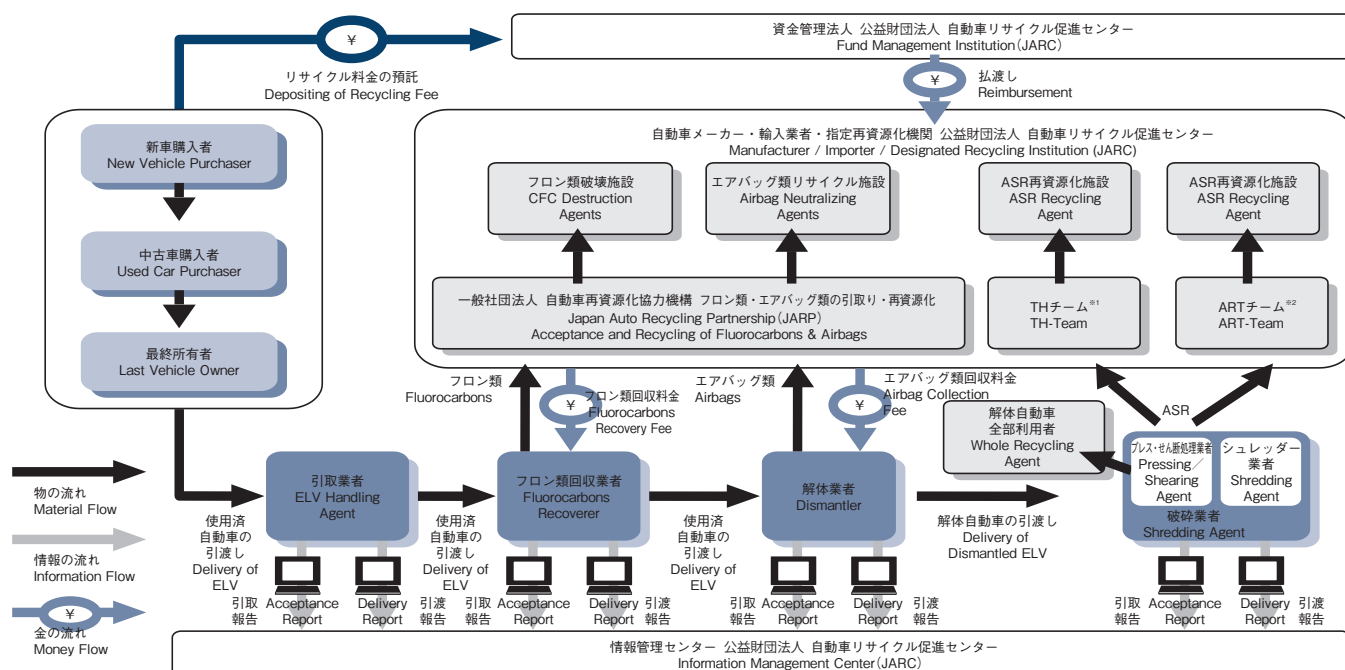 ¥
資金管理法人 公益財団法人 自動車リサイクル促進センター
Fund Management Institution(JARC)
リサイクル料金の預託
Depositing of Recycling Fee
¥
払渡し
Reimbursement
新車購入者
New Vehicle Purchaser
中古車購入者
Used Car Purchaser
最終所有者
Last Vehicle Owner
自動車メーカー・輸入業者・指定再資源化機関 公益財団法人 自動車リサイクル促進センター
Manufacturer / Importer / Designated Recycling Institution (JARC)
フロン類破壊施設
CFC Destruction
Agents
エアバッグ類リサイクル施設
Airbag Neutralizing
Agents
ASR再資源化施設
ASR Recycling
Agent
ASR再資源化施設
ASR Recycling
Agent
一般社団法人 自動車再資源化協力機構 フロン類・エアバッグ類の引取り・再資源化
Japan Auto Recycling Partnership(JARP)
Acceptance and Recycling of Fluorocarbons & Airbags
THチーム※1
TH-Team
ARTチーム※2
ART-Team
フロン類
Fluorocarbons
¥
フロン類回収料金
Fluorocarbons
Recovery Fee
エアバッグ類
Airbags
¥
エアバッグ類回収料金
Airbag Collection
Fee
ASR
解体自動車
全部利用者
Whole Recycling
Agent
プレス・せん断処理業者
Pressing/
Shearing
Agent
シュレッダー
業者
Shredding
Agent
破砕業者
Shredding Agent
引取業者
ELV Handling
Agent
フロン類回収業者
Fluorocarbons
Recoverer
解体業者
Dismantler
使用済
自動車の
引渡し
Delivery of
ELV
使用済
自動車の
引渡し
Delivery of
ELV
使用済
自動車の
引渡し
Delivery of
ELV
解体自動車の引渡し
Delivery of
Dismantled ELV
物の流れ
Material Flow
情報の流れ
Information Flow
¥
金の流れ
Money Flow
引取
報告
Acceptance
Report
Delivery
Report
引渡
報告
引取
報告
Acceptance
Report
Delivery
Report
引渡
報告
引取
報告
Acceptance
Report
Delivery
Report
引渡
報告
引取
報告
Acceptance
Report
Delivery
Report
引渡
報告
情報管理センター 公益財団法人 自動車リサイクル促進センター
Information Management Center(JARC)